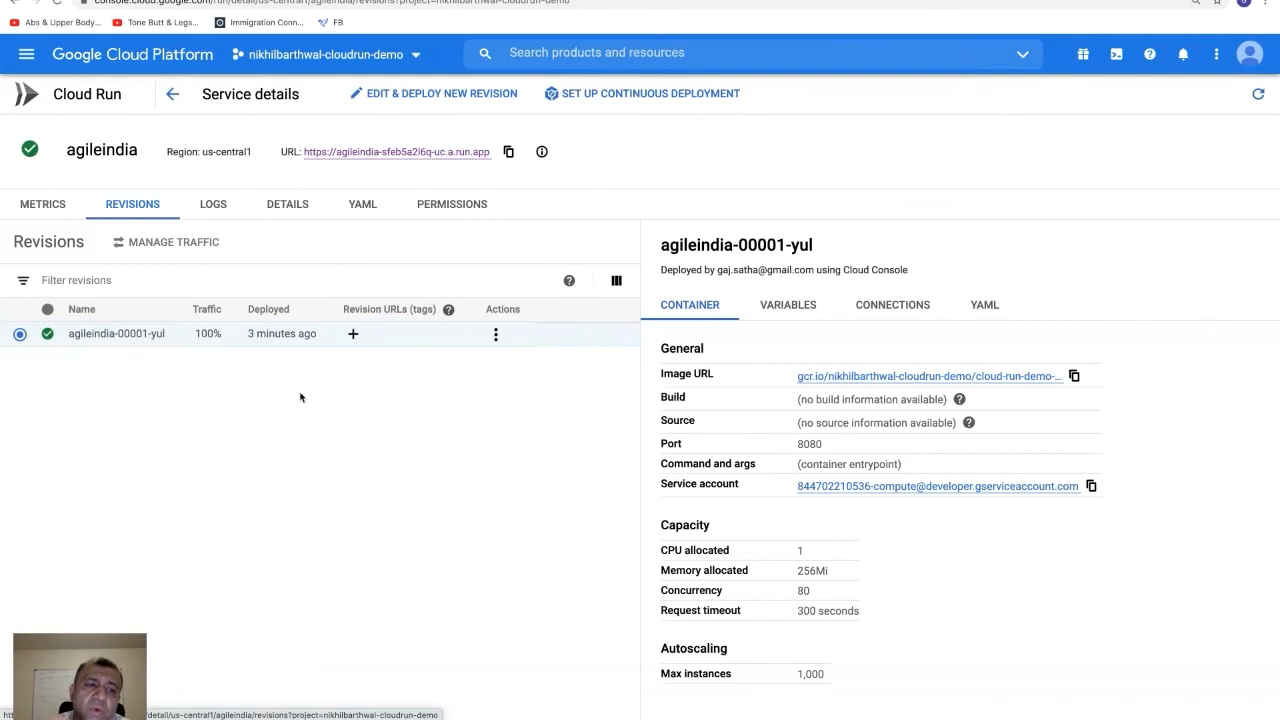 console.cloud.google.com/run/detail/us-central1/agileindia/revisions?project=nikhilbarthwal-cloudrun-demo
Abs & Upper Body... Tone Butt & Legs... Immigration Conn... FB
Google Cloud Platform nikhilbarthwal-cloudrun-demo Search products and resources
Cloud Run Service details EDIT & DEPLOY NEW REVISION SET UP CONTINUOUS DEPLOYMENT
agileindia Region: us-central1 URL: https://agileindia-sfeb5a2l6q-uc.a.run.app
METRICS REVISIONS LOGS DETAILS YAML PERMISSIONS
Revisions MANAGE TRAFFIC
Filter revisions
Name Traffic Deployed Revision URLs (tags) Actions
agileindia-00001-yul 100% 3 minutes ago
agileindia-00001-yul
Deployed by gaj.satha@gmail.com using Cloud Console
CONTAINER VARIABLES CONNECTIONS YAML
General
Image URL gcr.io/nikhilbarthwal-cloudrun-demo/cloud-run-demo-...
Build (no build information available)
Source (no source information available)
Port 8080
Command and args (container entrypoint)
Service account 844702210536-compute@developer.gserviceaccount.com
Capacity
CPU allocated 1
Memory allocated 256Mi
Concurrency 80
Request timeout 300 seconds
Autoscaling
Max instances 1,000
/detail/us-central1/agileindia/revisions?project=nikhilbarthwal-cloudrun-demo